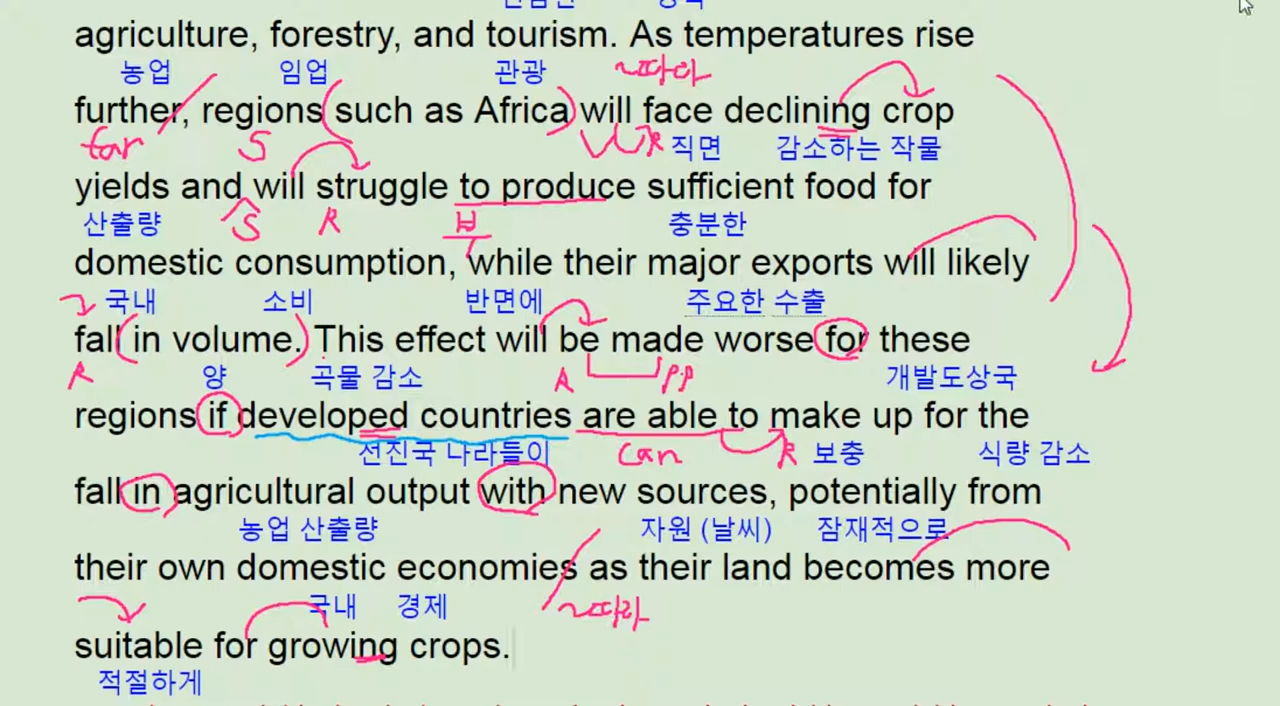 agriculture, forestry, and tourism. As temperatures rise
농업 임업 관광 ~따라
further, regions (such as Africa) will face declining crop
far S R 직면 감소하는 작물
yields and will struggle to produce sufficient food for
산출량 S R 부 충분한
domestic consumption, while their major exports will likely
국내 소비 반면에 주요한 수출
fall (in volume.) This effect will be made worse for these
R 양 곡물 감소 R p.p 개발도상국
regions if developed countries are able to make up for the
선진국 나라들이 can R 보충 식량 감소
fall in agricultural output with new sources, potentially from
농업 산출량 자원 (날씨) 잠재적으로
their own domestic economies as their land becomes more
국내 경제 ~따라
suitable for growing crops.
적절하게